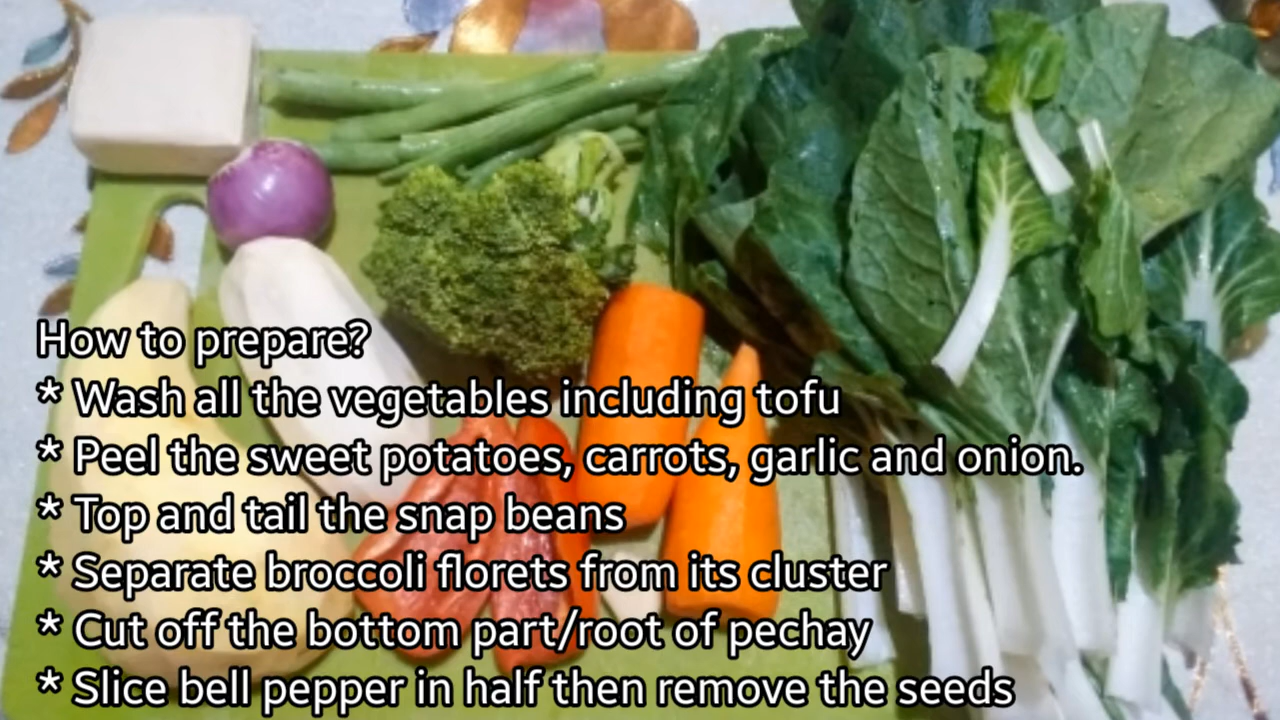 How to prepare?
* Wash all the vegetables including tofu
* Peel the sweet potatoes, carrots, garlic and onion.
* Top and tail the snap beans
* Separate broccoli florets from its cluster
* Cut off the bottom part/root of pechay
* Slice bell pepper in half then remove the seeds